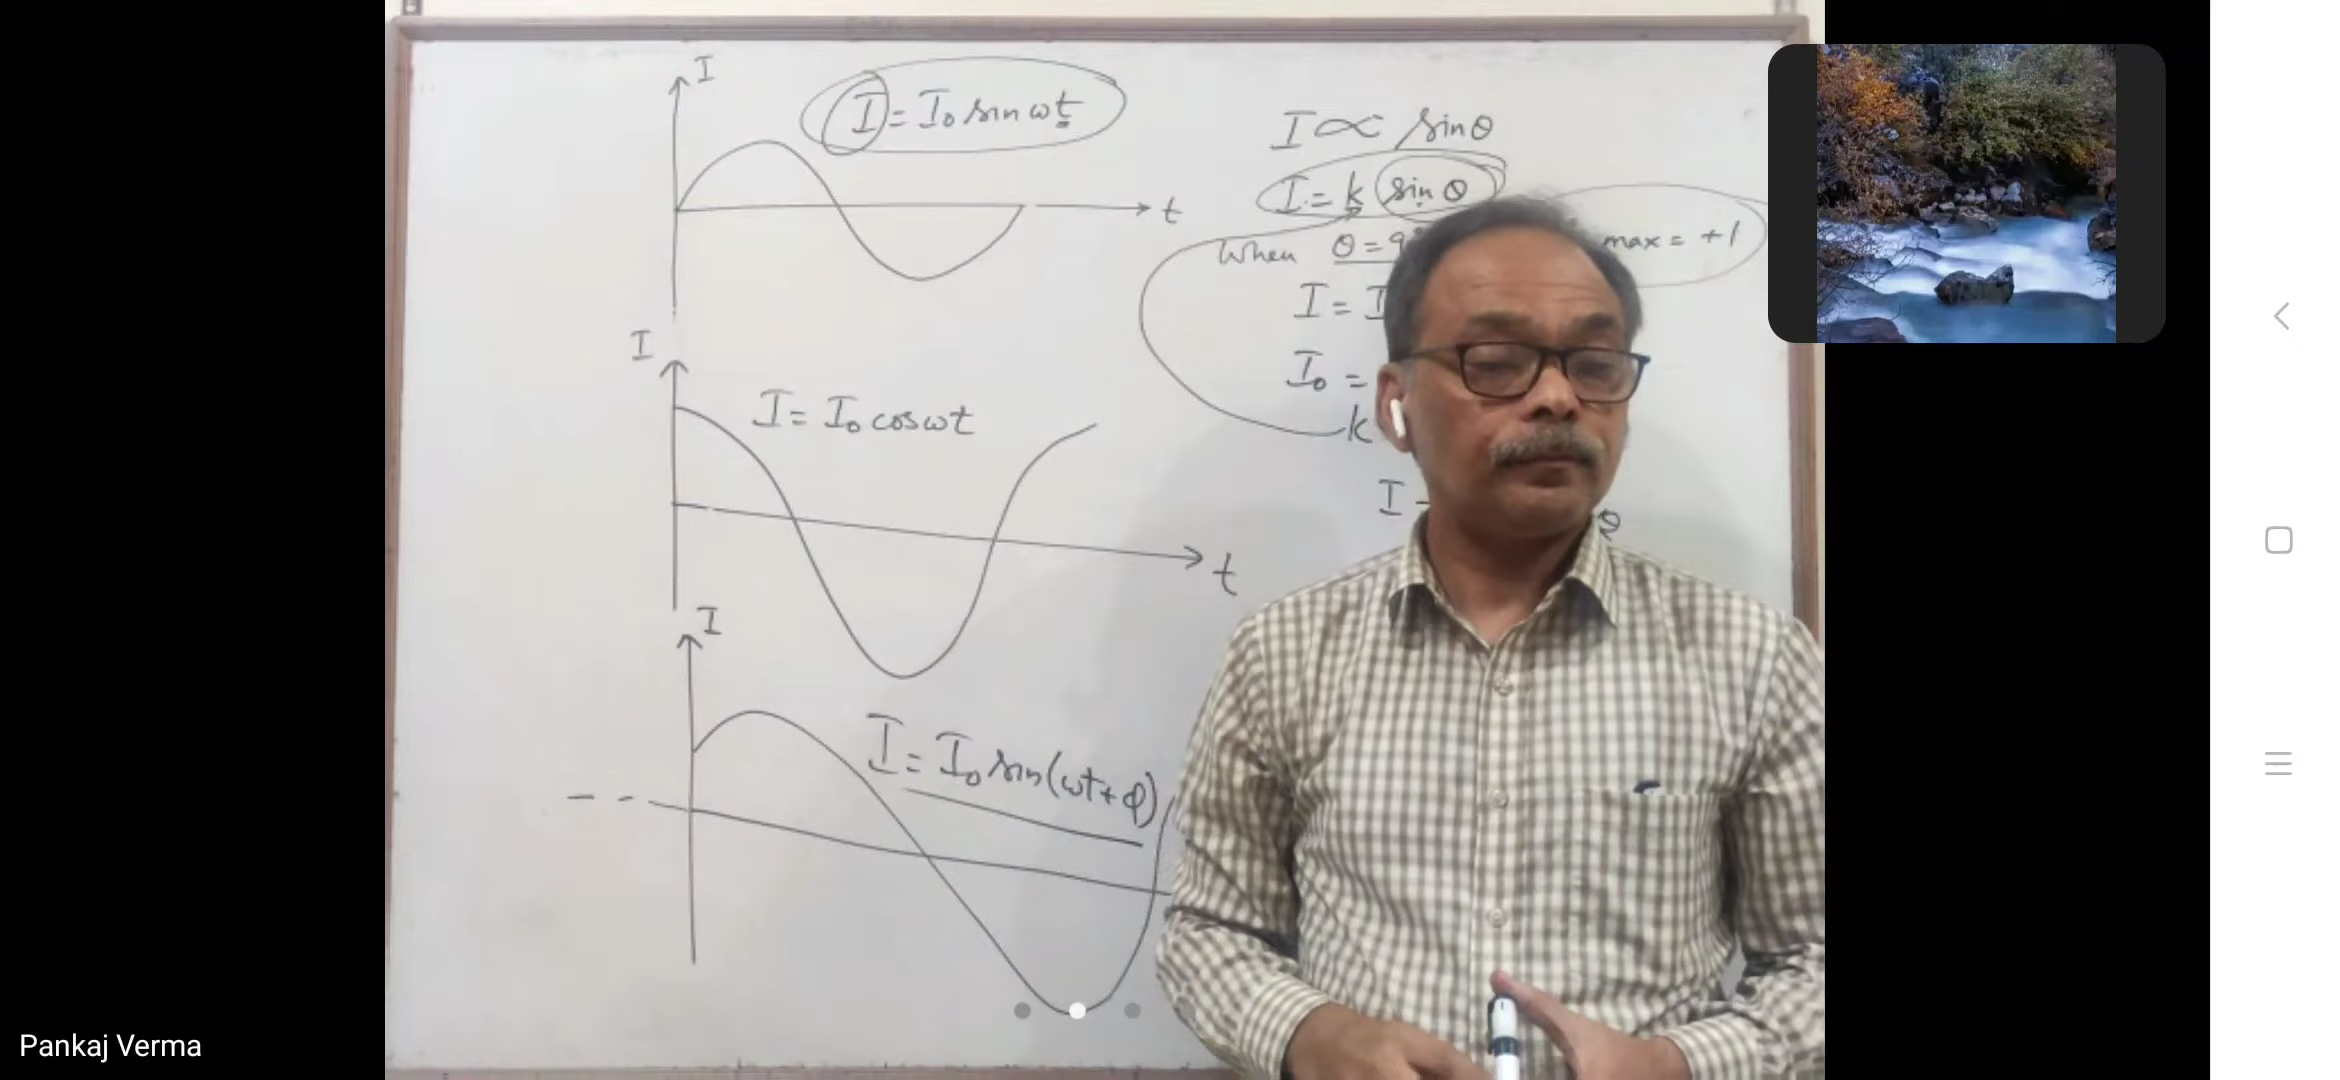 I
I = I₀ sin ωt
t
I
I = I₀ cos ωt
t
I
I = I₀ sin(ωt + φ)
I ∝ sin θ
I = k sin θ
When θ = 9 max = +1
I = I
I₀ =
k
I
θ
Pankaj Verma